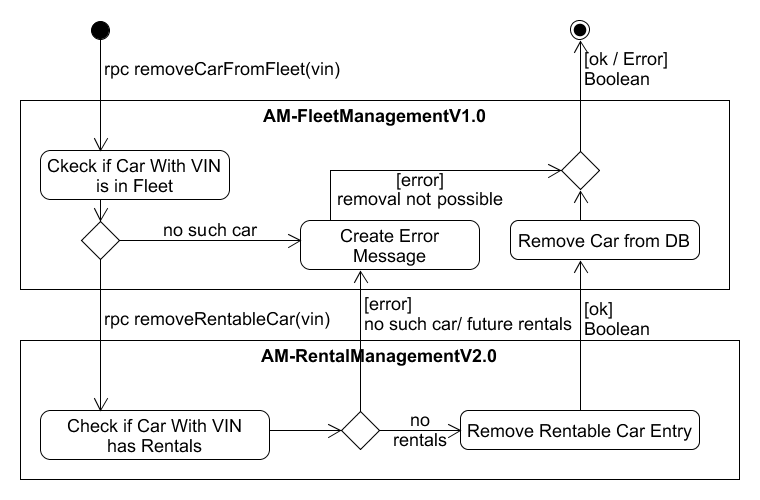 rpc removeCarFromFleet(vin)
[ok / Error]
Boolean
AM-FleetManagementV1.0
Ckeck if Car With VIN
is in Fleet
[error]
removal not possible
no such car
Create Error
Message
Remove Car from DB
rpc removeRentableCar(vin)
[error]
no such car/ future rentals
[ok]
Boolean
AM-RentalManagementV2.0
Check if Car With VIN
has Rentals
no
rentals
Remove Rentable Car Entry